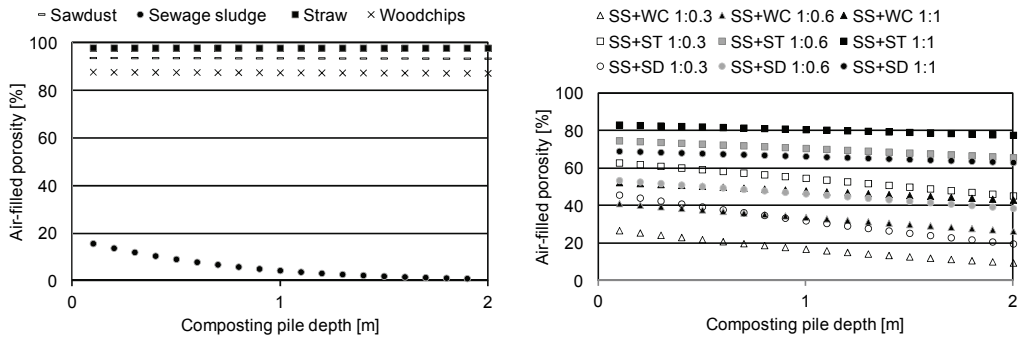 Sawdust Sewage sludge Straw Woodchips
100
80
60
40
20
0
Air-filled porosity [%]
0 1 2
Composting pile depth [m]
SS+WC 1:0.3 SS+WC 1:0.6 SS+WC 1:1
SS+ST 1:0.3 SS+ST 1:0.6 SS+ST 1:1
SS+SD 1:0.3 SS+SD 1:0.6 SS+SD 1:1
100
80
60
40
20
0
Air-filled porosity [%]
0 1 2
Composting pile depth [m]